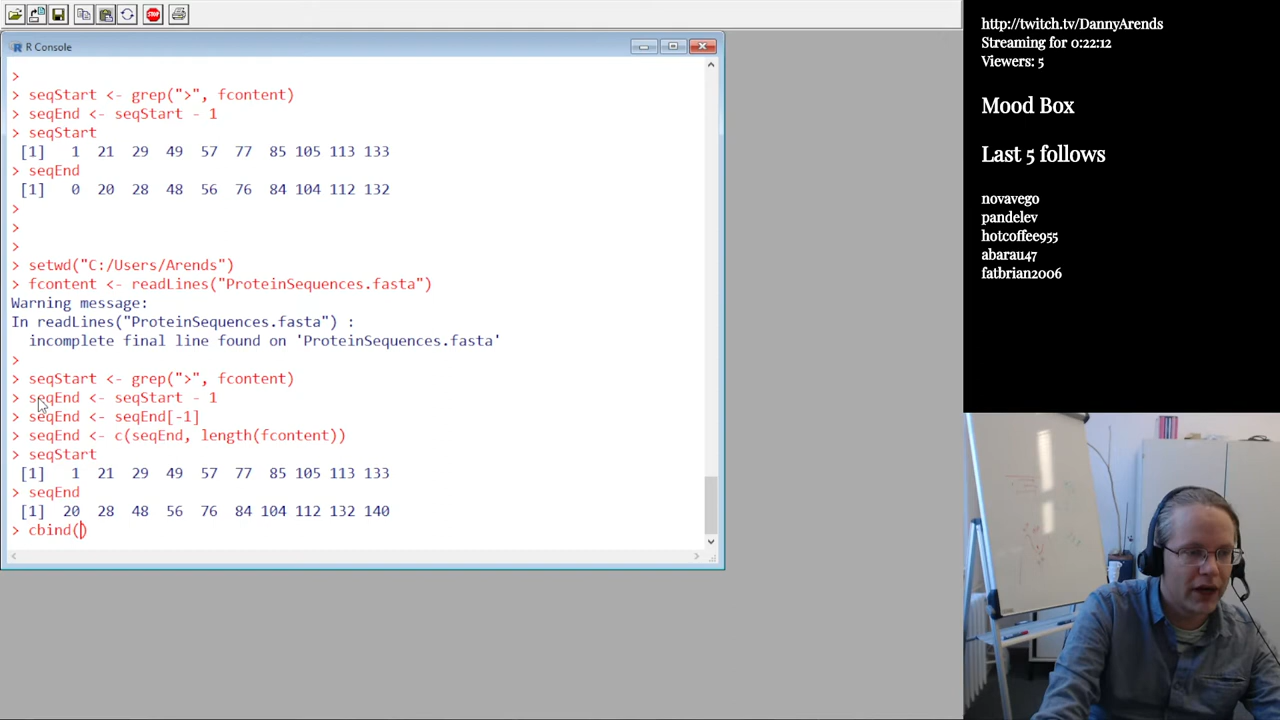 R R Console
>
> seqStart <- grep(">", fcontent)
> seqEnd <- seqStart - 1
> seqStart
[1] 1 21 29 49 57 77 85 105 113 133
> seqEnd
[1] 0 20 28 48 56 76 84 104 112 132
>
>
>
> setwd("C:/Users/Arends")
> fcontent <- readLines("ProteinSequences.fasta")
Warning message:
In readLines("ProteinSequences.fasta") :
incomplete final line found on 'ProteinSequences.fasta'
>
> seqStart <- grep(">", fcontent)
> seqEnd <- seqStart - 1
> seqEnd <- seqEnd[-1]
> seqEnd <- c(seqEnd, length(fcontent))
> seqStart
[1] 1 21 29 49 57 77 85 105 113 133
> seqEnd
[1] 20 28 48 56 76 84 104 112 132 140
> cbind()
http://twitch.tv/DannyArends
Streaming for 0:22:12
Viewers: 5
Mood Box
Last 5 follows
novavego
pandelev
hotcoffee955
abarau47
fatbrian2006